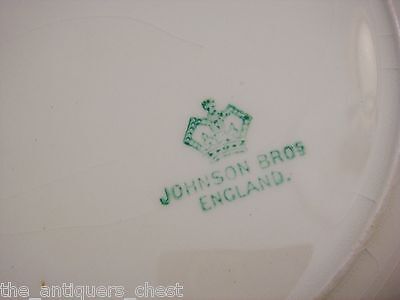 JOHNSON BROS
ENGLAND.
the_antiquers_chest